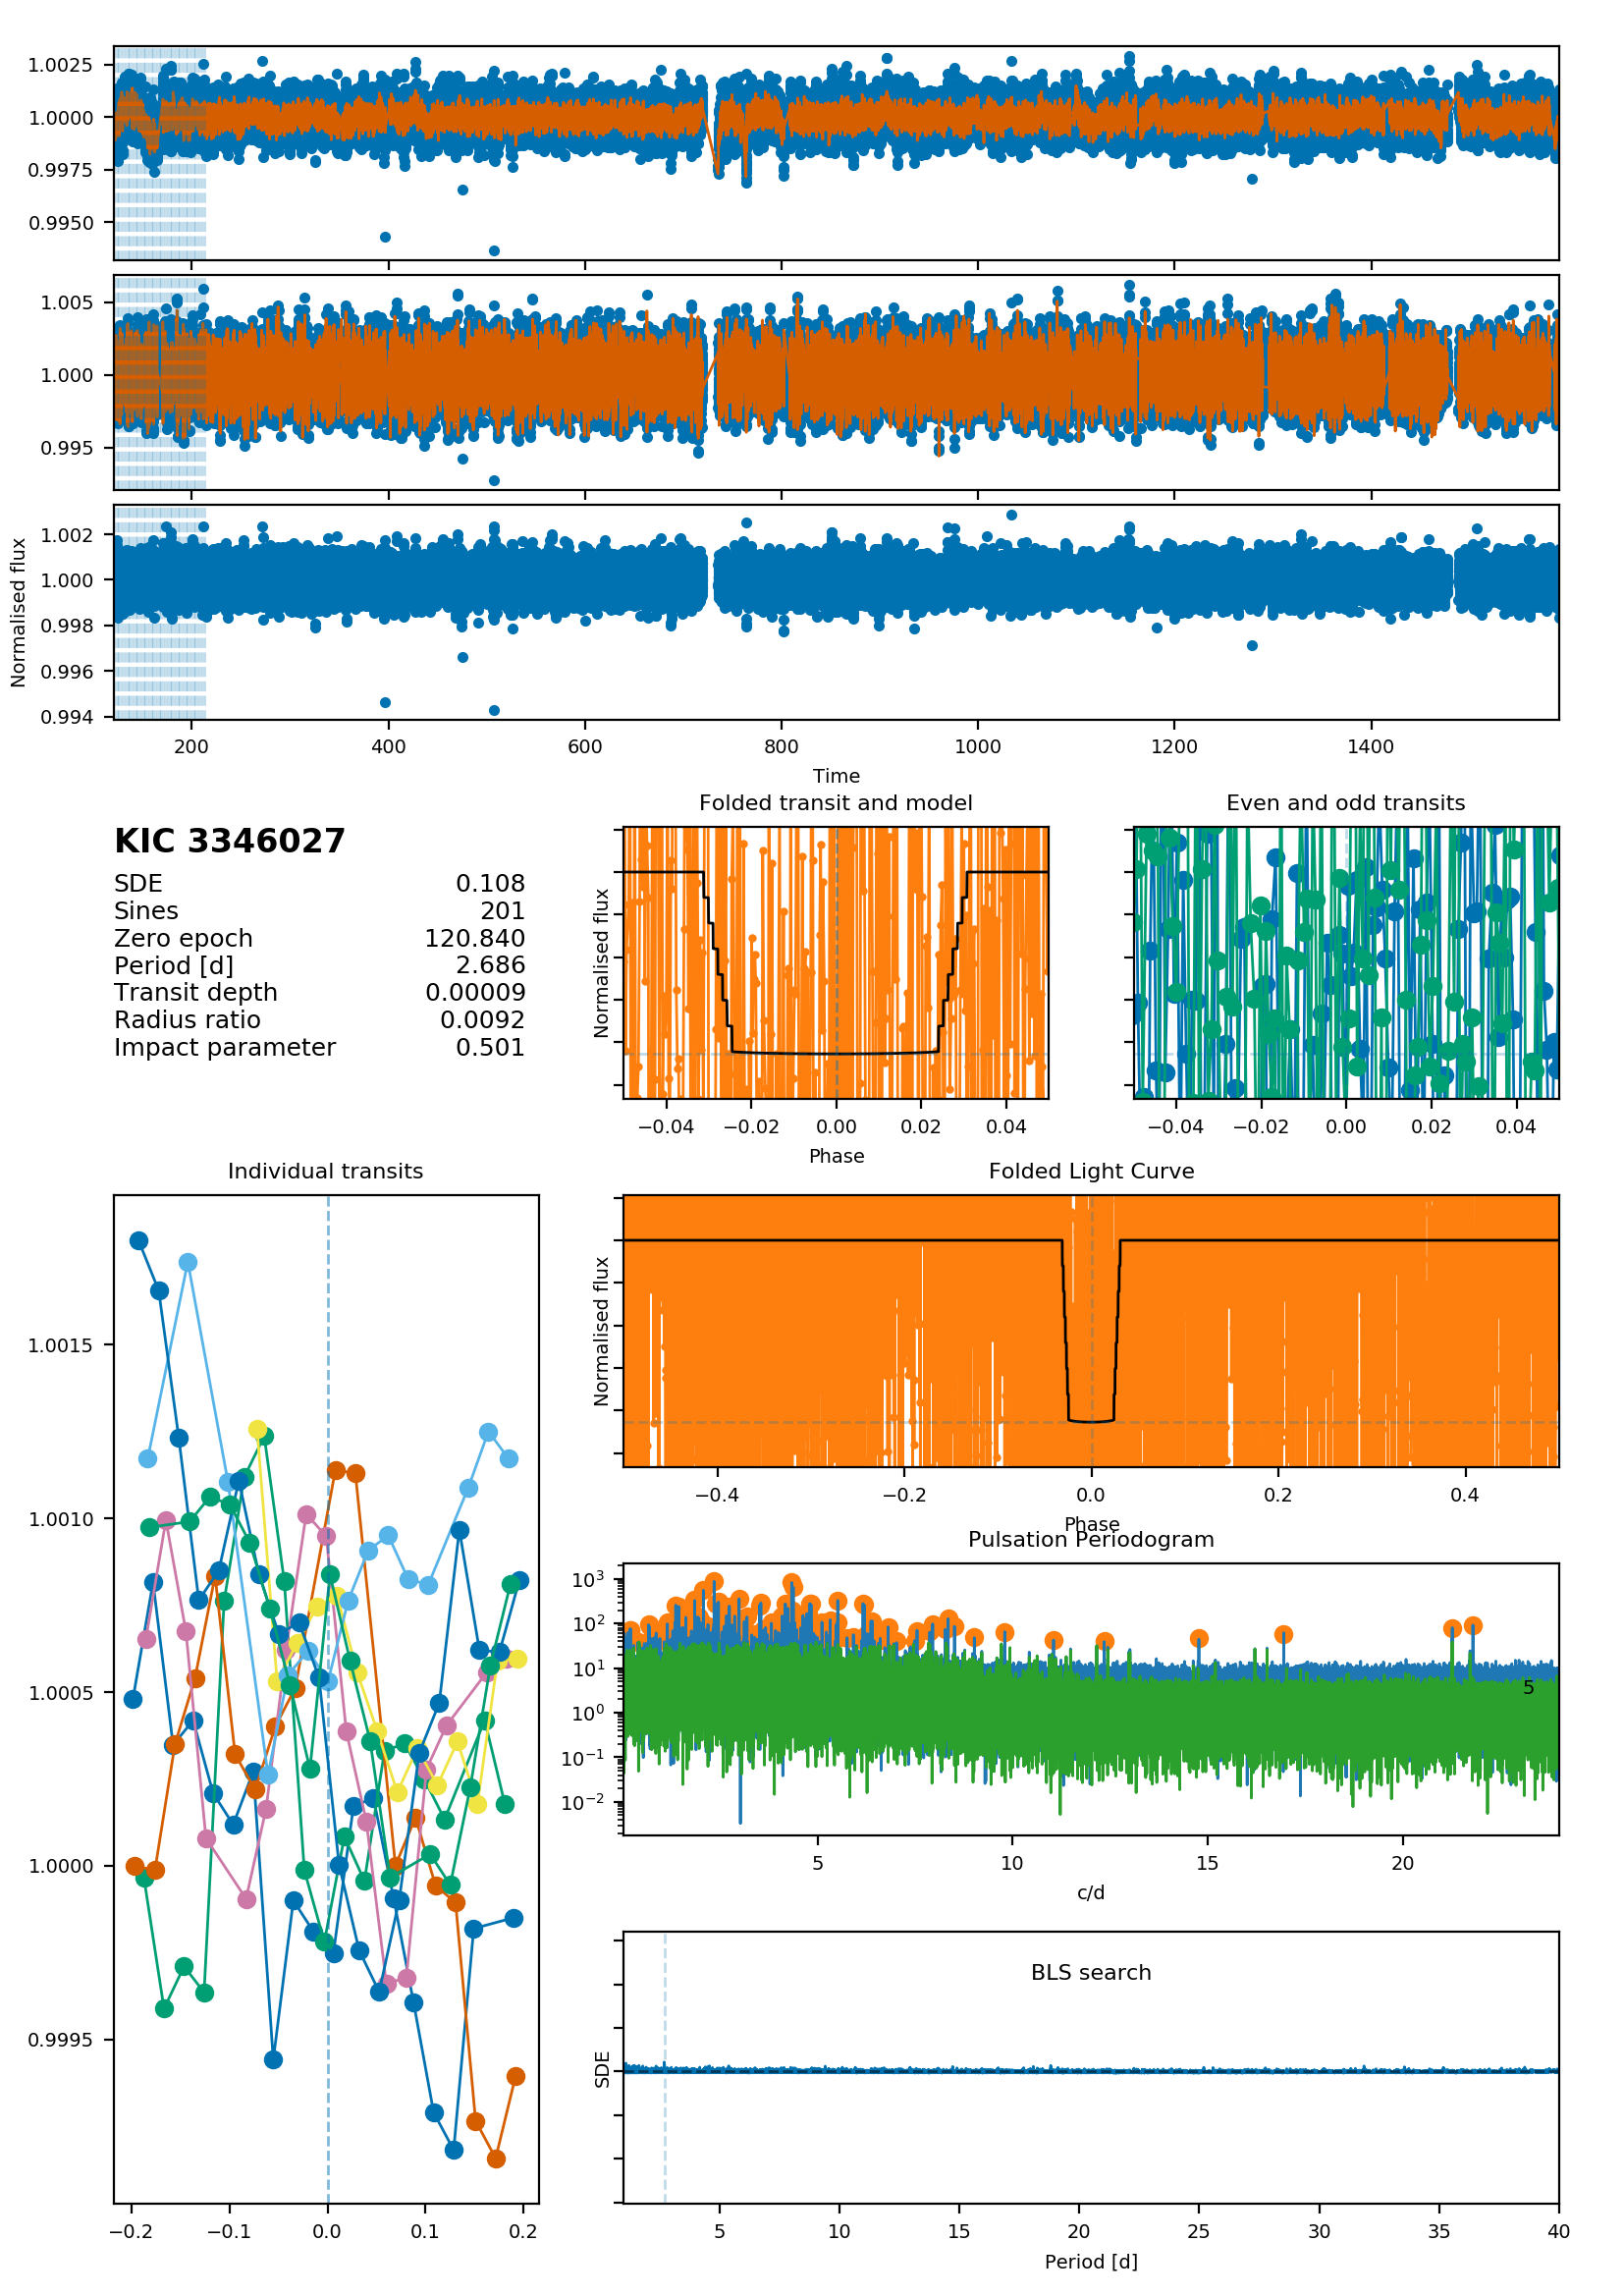 1.0025
1.0000
0.9975
0.9950
1.005
1.000
0.995
1.002
1.000
0.998
0.996
0.994
Normalised flux
200 400 600 800 1000 1200 1400
Time
KIC 3346027
SDE 0.108
Sines 201
Zero epoch 120.840
Period [d] 2.686
Transit depth 0.00009
Radius ratio 0.0092
Impact parameter 0.501
Folded transit and model
Normalised flux
−0.04 −0.02 0.00 0.02 0.04
Phase
Even and odd transits
−0.04 −0.02 0.00 0.02 0.04
Individual transits
1.0015
1.0010
1.0005
1.0000
0.9995
−0.2 −0.1 0.0 0.1 0.2
Folded Light Curve
Normalised flux
−0.4 −0.2 0.0 0.2 0.4
Phase
Pulsation Periodogram
10³
10²
10¹
10⁰
10⁻¹
10⁻²
5
5 10 15 20
c/d
BLS search
SDE
5 10 15 20 25 30 35 40
Period [d]